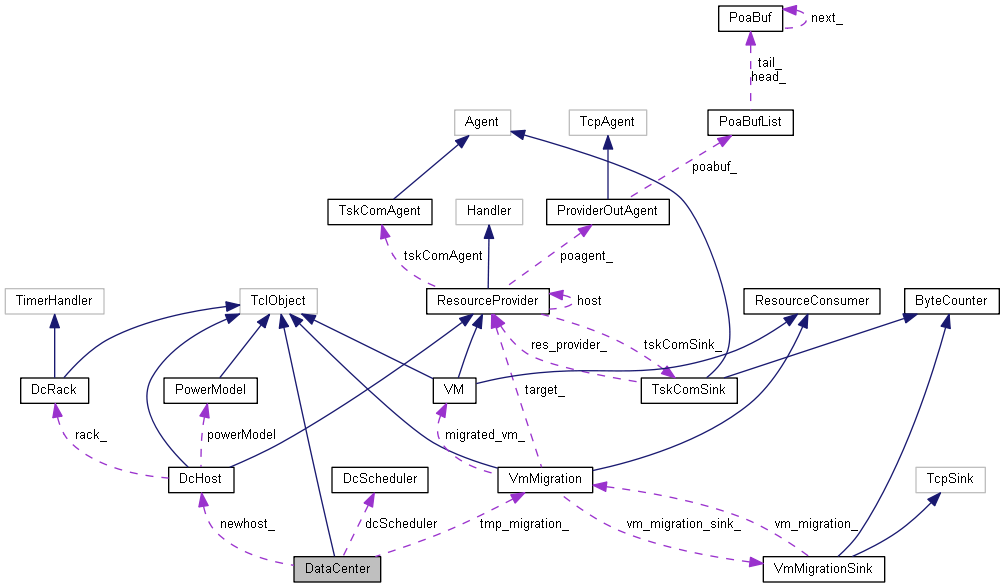 PoaBuf
next_
tail_
head_
Agent
TcpAgent
PoaBufList
poabuf_
TskComAgent
Handler
ProviderOutAgent
tskComAgent
poagent_
TimerHandler
TclObject
ResourceProvider
host
ResourceConsumer
ByteCounter
res_provider_
tskComSink_
DcRack
PowerModel
VM
target_
TskComSink
rack_
powerModel
migrated_vm_
DcHost
DcScheduler
VmMigration
TcpSink
newhost_
dcScheduler
tmp_migration_
vm_migration_sink_
vm_migration_
DataCenter
VmMigrationSink